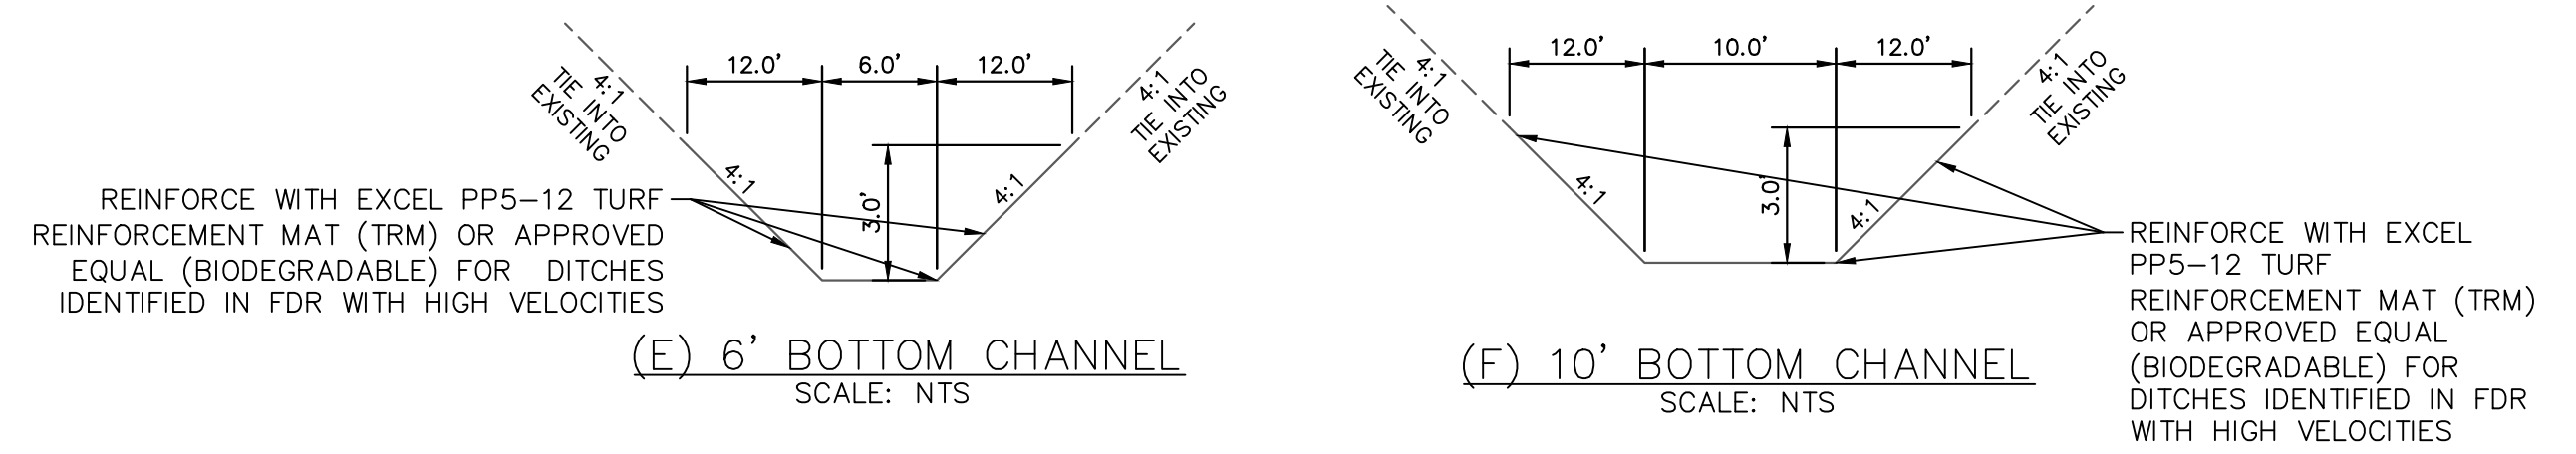 12.0'
6.0'
12.0'
4:1
TIE INTO
EXISTING
4:1
TIE INTO
EXISTING
4:1
3.0'
4:1
REINFORCE WITH EXCEL PP5-12 TURF
REINFORCEMENT MAT (TRM) OR APPROVED
EQUAL (BIODEGRADABLE) FOR DITCHES
IDENTIFIED IN FDR WITH HIGH VELOCITIES
(E) 6' BOTTOM CHANNEL
SCALE: NTS
12.0'
10.0'
12.0'
4:1
TIE INTO
EXISTING
4:1
TIE INTO
EXISTING
4:1
3.0'
4:1
REINFORCE WITH EXCEL
PP5-12 TURF
REINFORCEMENT MAT (TRM)
OR APPROVED EQUAL
(BIODEGRADABLE) FOR
DITCHES IDENTIFIED IN FDR
WITH HIGH VELOCITIES
(F) 10' BOTTOM CHANNEL
SCALE: NTS